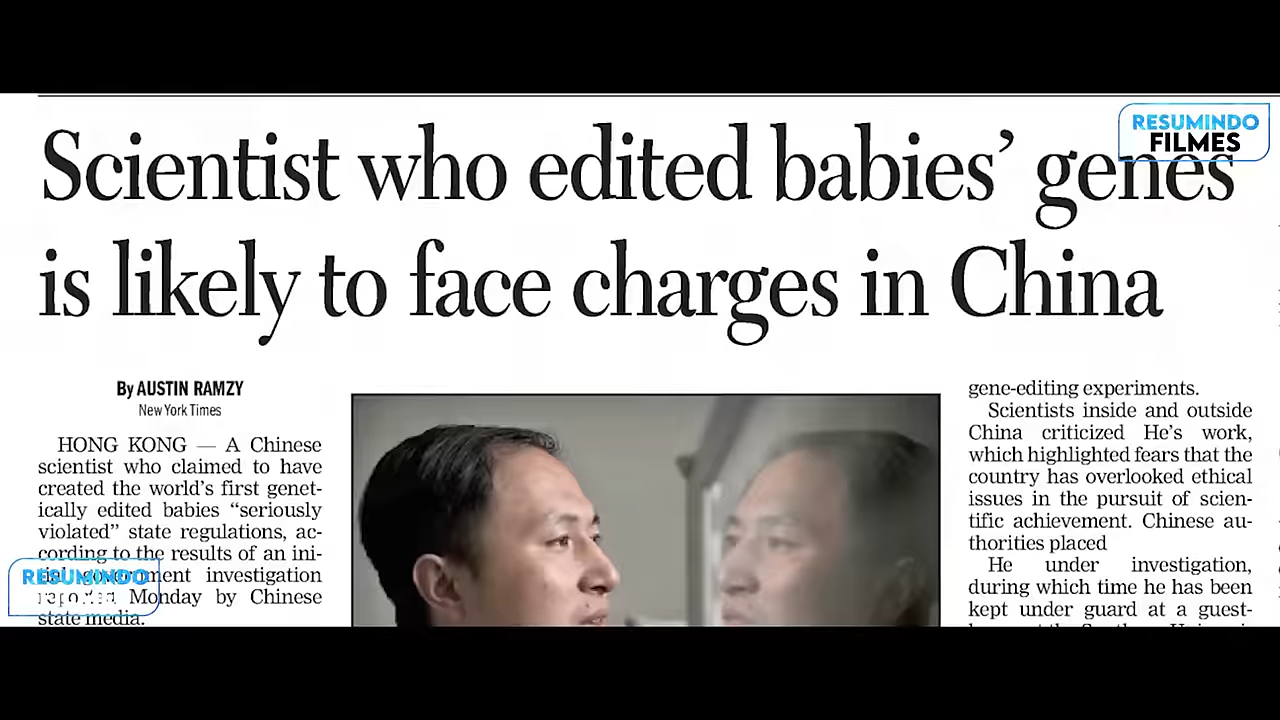 RESUMINDO
FILMES
Scientist who edited babies’ genes
is likely to face charges in China
By AUSTIN RAMZY
New York Times
HONG KONG — A Chinese
scientist who claimed to have
created the world’s first genet-
ically edited babies “seriously
violated” state regulations, ac-
cording to the results of an ini-
investigation
Monday by Chinese
state media.
RESUMINDO
gene-editing experiments.
Scientists inside and outside
China criticized He’s work,
which highlighted fears that the
country has overlooked ethical
issues in the pursuit of scien-
tific achievement. Chinese au-
thorities placed
He under investigation,
during which time he has been
kept under guard at a guest-